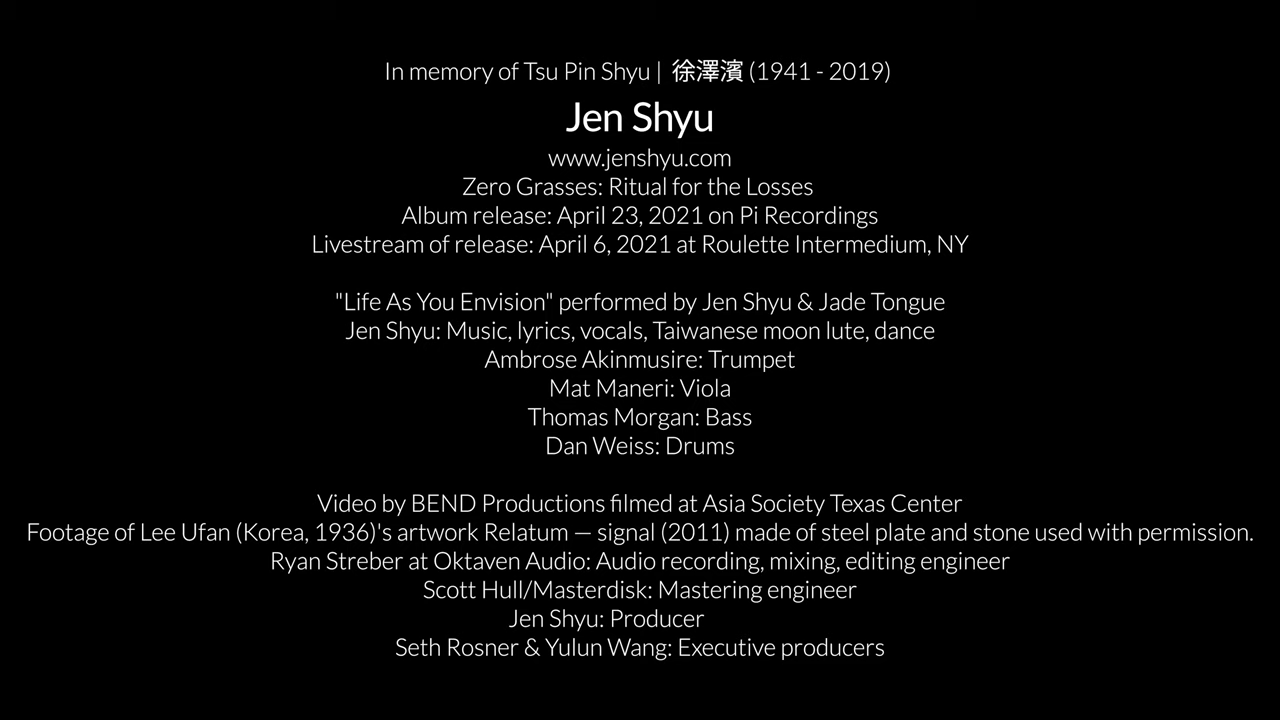 In memory of Tsu Pin Shyu | 徐澤濱 (1941 - 2019)
Jen Shyu
www.jenshyu.com
Zero Grasses: Ritual for the Losses
Album release: April 23, 2021 on Pi Recordings
Livestream of release: April 6, 2021 at Roulette Intermedium, NY
"Life As You Envision" performed by Jen Shyu & Jade Tongue
Jen Shyu: Music, lyrics, vocals, Taiwanese moon lute, dance
Ambrose Akinmusire: Trumpet
Mat Maneri: Viola
Thomas Morgan: Bass
Dan Weiss: Drums
Video by BEND Productions filmed at Asia Society Texas Center
Footage of Lee Ufan (Korea, 1936)'s artwork Relatum — signal (2011) made of steel plate and stone used with permission.
Ryan Streber at Oktaven Audio: Audio recording, mixing, editing engineer
Scott Hull/Masterdisk: Mastering engineer
Jen Shyu: Producer
Seth Rosner & Yulun Wang: Executive producers